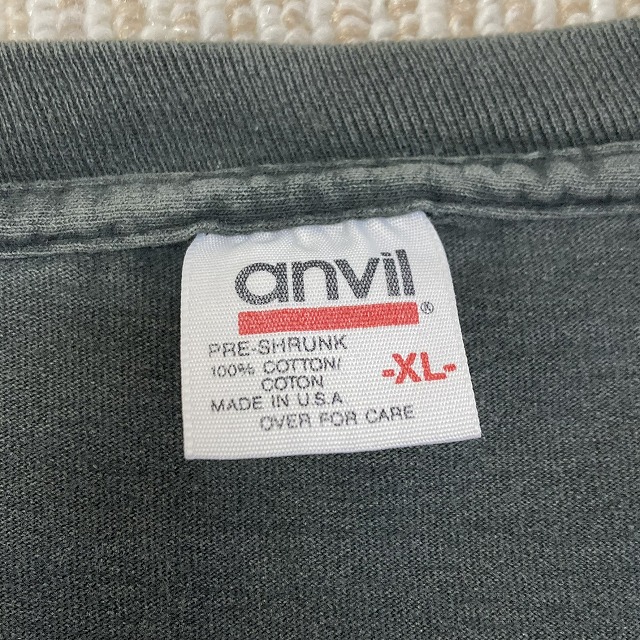 anvil®
PRE-SHRUNK
100% COTTON/
COTON
-XL-
MADE IN U.S.A
OVER FOR CARE